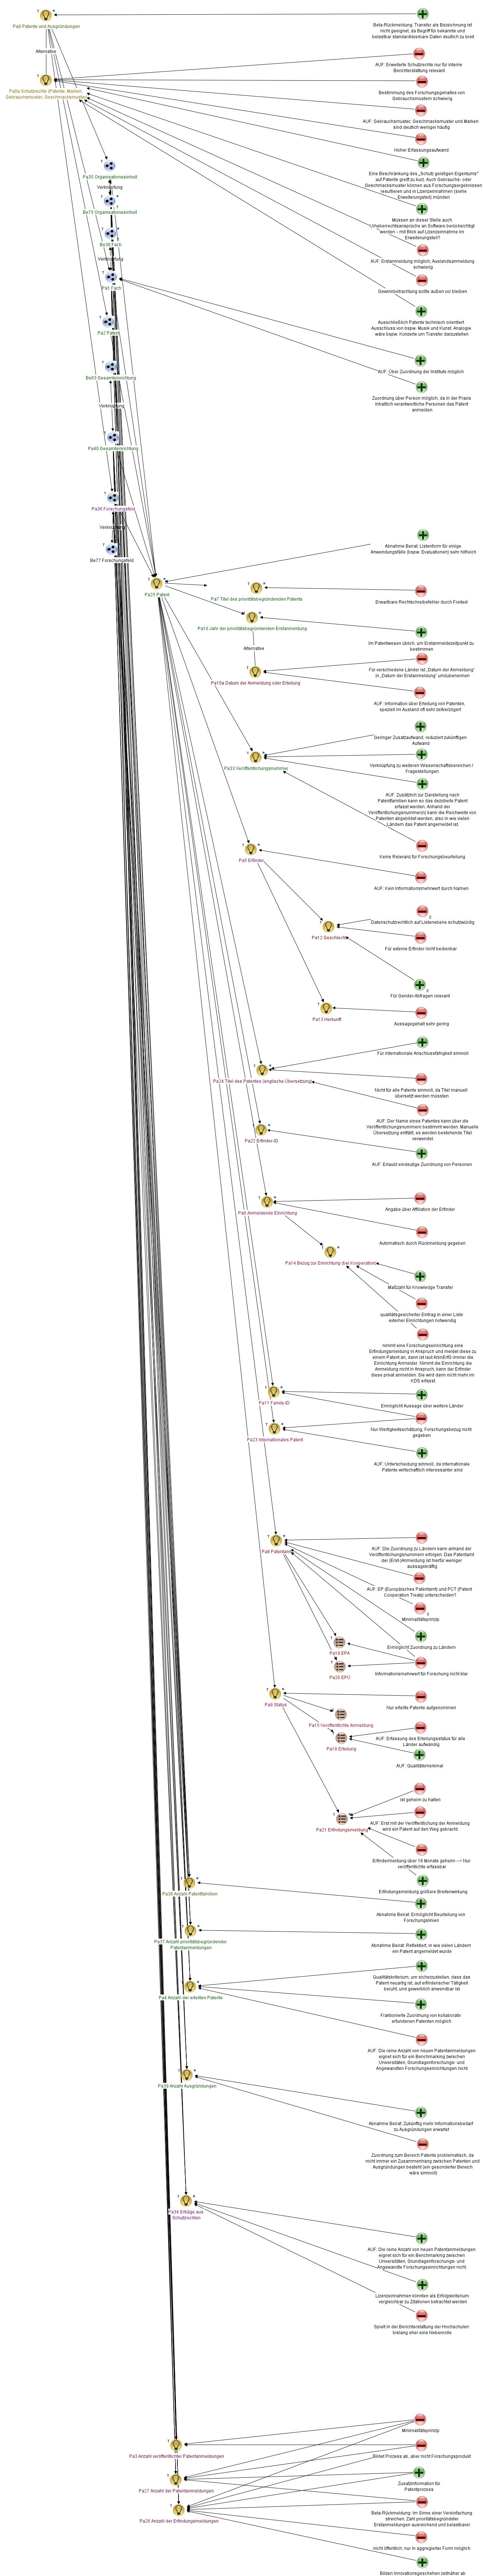 Pa0 Patente und Ausgründungen
Beta-Rückmeldung: Transfer als Bezeichnung ist
nicht geeignet, da Begriff für bekannte und
belastbar standardisierbare Daten deutlich zu breit
Alternative
AUF: Erweiterte Schutzrechte nur für interne
Berichterstattung relevant
Pa0a Schutzrechte (Patente, Marken,
Gebrauchsmuster, Geschmacksmuster)
Bestimmung des Forschungsgehaltes von
Gebrauchsmustern schwierig
AUF: Gebrauchsmuster, Geschmacksmuster und Marken
sind deutlich weniger häufig
Hoher Erfassungsaufwand
Eine Beschränkung des „Schutz geistigen Eigentums“
auf Patente greift zu kurz. Auch Gebrauchs- oder
Geschmacksmuster können aus Forschungsergebnissen
resultieren und in Lizenzeinnahmen (siehe
Erweiterungsteil) münden.
Pa35 Organisationseinheit
Verknüpfung
Be75 Organisationseinheit
Müssen an dieser Stelle auch
Urheberrechtsansprüche an Software berücksichtigt
werden – mit Blick auf Lizenzeinnahme im
Erweiterungsteil?
Be36 Fach
Verknüpfung
Pa1 Fach
AUF: Erstanmeldung möglich, Auslandsanmeldung
schwierig
Gewinnbetrachtung sollte außen vor bleiben
Pa2 Patent
Ausschließlich Patente technisch orientiert.
Ausschluss von bspw. Musik und Kunst, Analogie
wäre bspw. Konzerte um Transfer darzustellen
AUF: Über Zuordnung der Institute möglich
Be83 Gesamteinrichtung
Zuordnung über Person möglich, da in der Praxis
inhaltlich verantwortliche Personen das Patent
anmelden.
Verknüpfung
Pa40 Gesamteinrichtung
Pa36 Forschungsfeld
Verknüpfung
Be77 Forschungsfeld
Abnahme Beirat: Listenform für einige
Anwendungsfälle (bspw. Evaluationen) sehr hilfreich
Pa25 Patent
Pa7 Titel des prioritätsbegründenden Patents
Erwartbare Rechtschreibefehler durch Freitext
Pa10 Jahr der prioritätsbegründenden Erstanmeldung
Im Patentwesen üblich, um Erstanmeldezeitpunkt zu
bestimmen
Alternative
Für verschiedene Länder ist „Datum der Anmeldung“
in „Datum der Erstanmeldung“ umzubenennen
Pa10a Datum der Anmeldung oder Erteilung
AUF: Information über Erteilung von Patenten,
speziell im Ausland oft sehr zeitverzögert
Geringer Zusatzaufwand, reduziert zukünftigen
Aufwand
Verknüpfung zu weiteren Wissenschaftsbereichen /
Fragestellungen
Pa33 Veröffentlichungsnummer
AUF: Zusätzlich zur Darstellung nach
Patentfamilien kann so das dezidierte Patent
erfasst werden. Anhand der
Veröffentlichungsnummer(n) kann die Reichweite von
Patenten abgebildet werden, also in wie vielen
Ländern das Patent angemeldet ist.
Keine Relevanz für Forschungsbeurteilung
Pa5 Erfinder
AUF: Kein Informationsmehrwert durch Namen
2
Datenschutzrechtlich auf Listenebene schutzwürdig
Pa12 Geschlecht
Für externe Erfinder nicht bedienbar
2
Für Gender-Abfragen relevant
Pa13 Herkunft
Aussagegehalt sehr gering
Für internationale Anschlussfähigkeit sinnvoll
Pa24 Titel des Patentes (englische Übersetzung)
Nicht für alle Patente sinnvoll, da Titel manuell
übersetzt werden müssten
AUF: Der Name eines Patentes kann über die
Veröffentlichungsnummern bestimmt werden. Manuelle
Übersetzung entfällt, es werden bestehende Titel
verwendet.
Pa22 Erfinder-ID
AUF: Erlaubt eindeutige Zuordnung von Personen
Angabe über Affiliation der Erfinder
Pa6 Anmeldende Einrichtung
Automatisch durch Rückmeldung gegeben
Pa14 Bezug zur Einrichtung (bei Kooperation)
Maßzahl für Knowledge Transfer
qualitätsgesicherter Eintrag in einer Liste
externer Einrichtungen notwendig
nimmt eine Forschungseinrichtung eine
Erfindungsmeldung in Anspruch und meldet diese zu
einem Patent an, dann ist laut ArbnErfG immer die
Einrichtung Anmelder. Nimmt die Einrichtung die
Anmeldung nicht in Anspruch, kann der Erfinder
diese privat anmelden. Sie wird dann nicht mehr im
KDS erfasst.
Pa11 Family-ID
Ermöglicht Aussage über weitere Länder
Pa23 Internationales Patent
Nur Wertigkeitsschätzung, Forschungsbezug nicht
gegeben
AUF: Unterscheidung sinnvoll, da internationale
Patente wirtschaftlich interessanter sind
Pa8 Patentamt
AUF: Die Zuordnung zu Ländern kann anhand der
Veröffentlichungsnummern erfolgen. Das Patentamt
der (Erst-)Anmeldung ist hierfür weniger
aussagekräftig
AUF: EP (Europäisches Patentamt) und PCT (Patent
Cooperation Treaty) unterscheiden?
2
Minimalitätsprinzip
Ermöglicht Zuordnung zu Ländern
Pa19 EPA
Pa20 EPÜ
Informationsmehrwert für Forschung nicht klar
Pa9 Status
Nur erteilte Patente aufgenommen
Pa15 Veröffentlichte Anmeldung
AUF: Erfassung des Erteilungsstatus für alle
Länder aufwändig
Pa18 Erteilung
AUF: Qualitätsmerkmal
ist geheim zu halten
AUF: Erst mit der Veröffentlichung der Anmeldung
wird ein Patent auf den Weg gebracht
Pa21 Erfindungsmeldung
Erfindermeldung über 18 Monate geheim --> Nur
veröffentlichte erfassbar
Erfindungsmeldung größere Breitenwirkung
Pa38 Anzahl Patentfamilien
Abnahme Beirat: Ermöglicht Beurteilung von
Forschungslinien
Pa37 Anzahl prioritätsbegründender
Patentanmeldungen
Abnahme Beirat: Reflektiert, in wie vielen Ländern
ein Patent angemeldet wurde
Qualitätskriterium, um sicherzustellen, dass das
Patent neuartig ist, auf erfinderischer Tätigkeit
beruht, und gewerblich anwendbar ist.
Pa4 Anzahl der erteilten Patente
Fraktionierte Zuordnung von kollaborativ
erfundenen Patenten möglich
AUF: Die reine Anzahl von neuen Patentanmeldungen
eignet sich für ein Benchmarking zwischen
Universitäten, Grundlagenforschungs- und
Angewandten Forschungseinrichtungen nicht.
Pa39 Anzahl Ausgründungen
Abnahme Beirat: Zukünftig mehr Informationsbedarf
zu Ausgründungen erwartet
Zuordnung zum Bereich Patente problematisch, da
nicht immer ein Zusammenhang zwischen Patenten und
Ausgründungen besteht (ein gesonderter Bereich
wäre sinnvoll)
Pa34 Erträge aus
Schutzrechten
AUF: Die reine Anzahl von neuen Patentanmeldungen
eignet sich für ein Benchmarking zwischen
Universitäten, Grundlagenforschungs- und
Angewandte Forschungseinrichtungen nicht.
Lizenzeinnahmen könnten als Erfolgskriterium
vergleichbar zu Zitationen betrachtet werden
Spielt in der Berichterstattung der Hochschulen
bislang eher eine Nebenrolle
Minimalitätsprinzip
Pa3 Anzahl veröffentlichter Patentanmeldungen
Bildet Prozess ab, aber nicht Forschungsprodukt
Pa27 Anzahl der Patentanmeldungen
Zusatzinformation für
Patentprozess
Pa26 Anzahl der Erfindungsmeldungen
Beta-Rückmeldung: Im Sinne einer Vereinfachung
streichen. Zahl prioritätsbegründeter
Erstanmeldungen ausreichend und belastbarer.
nicht öffentlich, nur in aggregierter Form möglich
Bilden Innovationsgeschehen zeitnäher ab